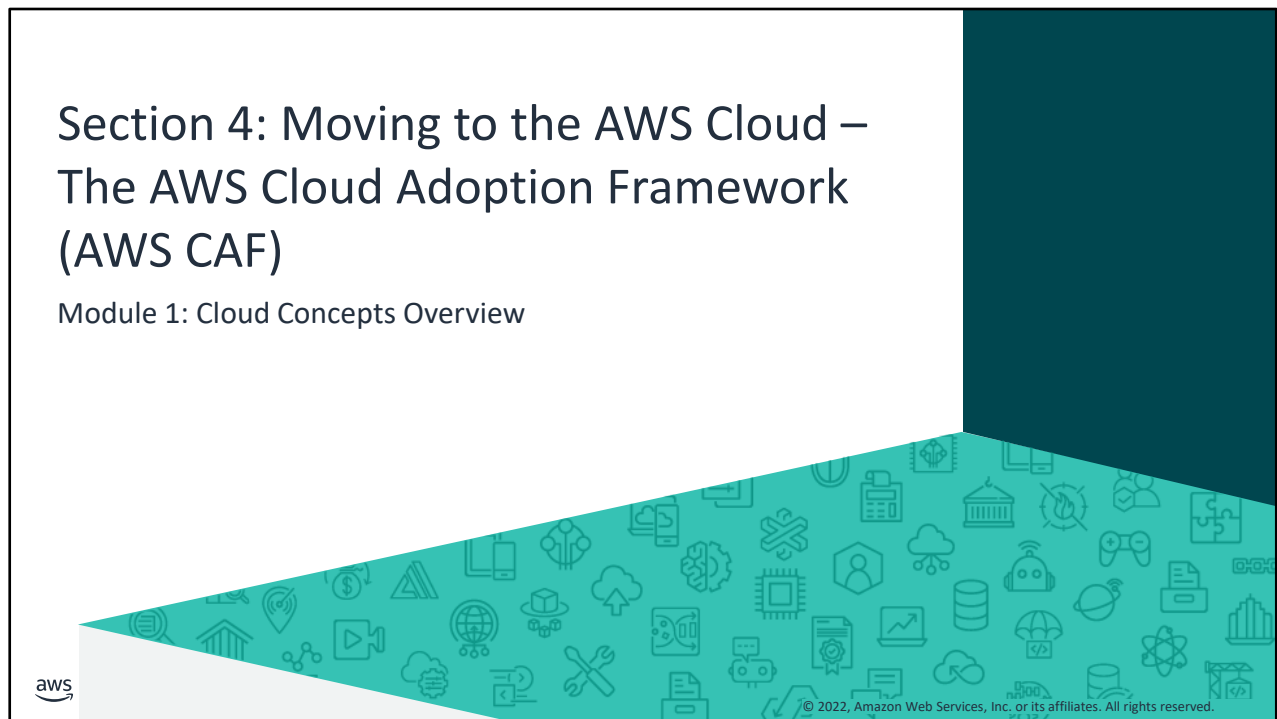 Section 4: Moving to the AWS Cloud –
The AWS Cloud Adoption Framework
(AWS CAF)
Module 1: Cloud Concepts Overview
aws
© 2022, Amazon Web Services, Inc. or its affiliates. All rights reserved.